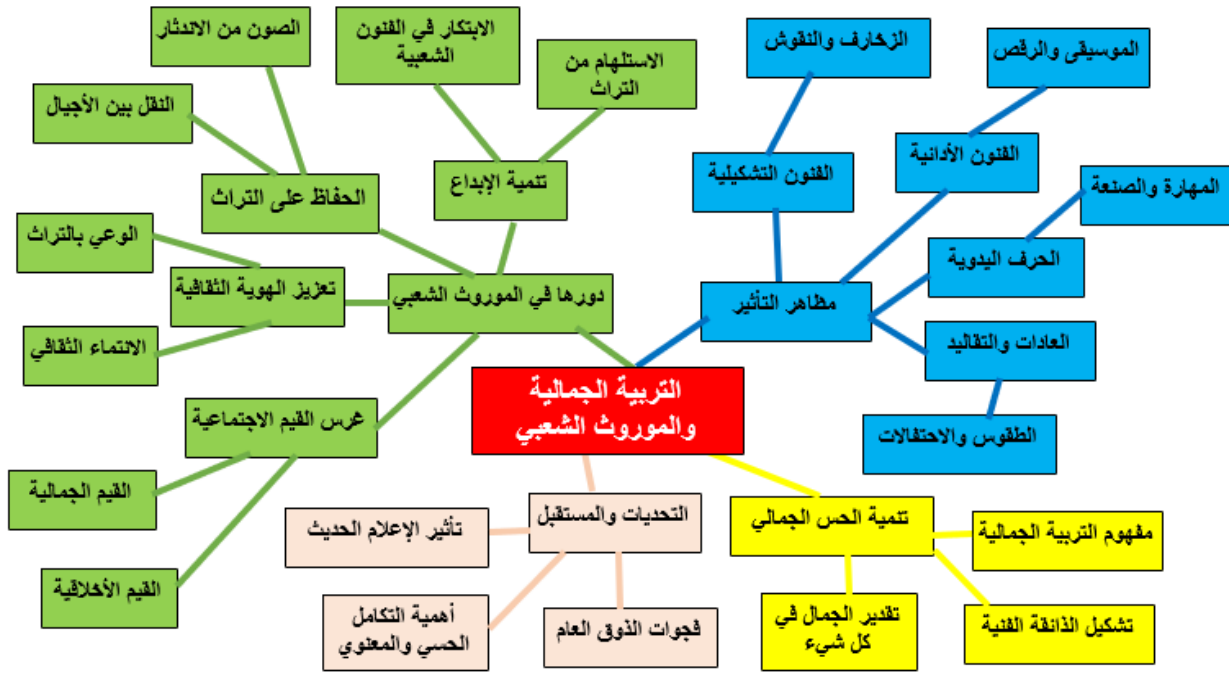 الموسيقى والرقص
الزخارف والنقوش
الابتكار في الفنون
الشعبية
الصون من الاندثار
الاستلهام من
التراث
النقل بين الأجيال
الفنون الأدائية
الفنون التشكيلية
تنمية الإبداع
الحفاظ على التراث
المهارة والصنعة
الوعي بالتراث
الحرف اليدوية
تعزيز الهوية الثقافية
دورها في الموروث الشعبي
مظاهر التأثير
العادات والتقاليد
الانتماء الثقافي
التربية الجمالية
والموروث الشعبي
غرس القيم الاجتماعية
الطقوس والاحتفالات
القيم الجمالية
التحديات والمستقبل
تنمية الحس الجمالي
تأثير الإعلام الحديث
مفهوم التربية الجمالية
القيم الأخلاقية
أهمية التكامل
الحسي والمعنوي
فجوات الذوق العام
تقدير الجمال في
كل شيء
تشكيل الذائقة الفنية